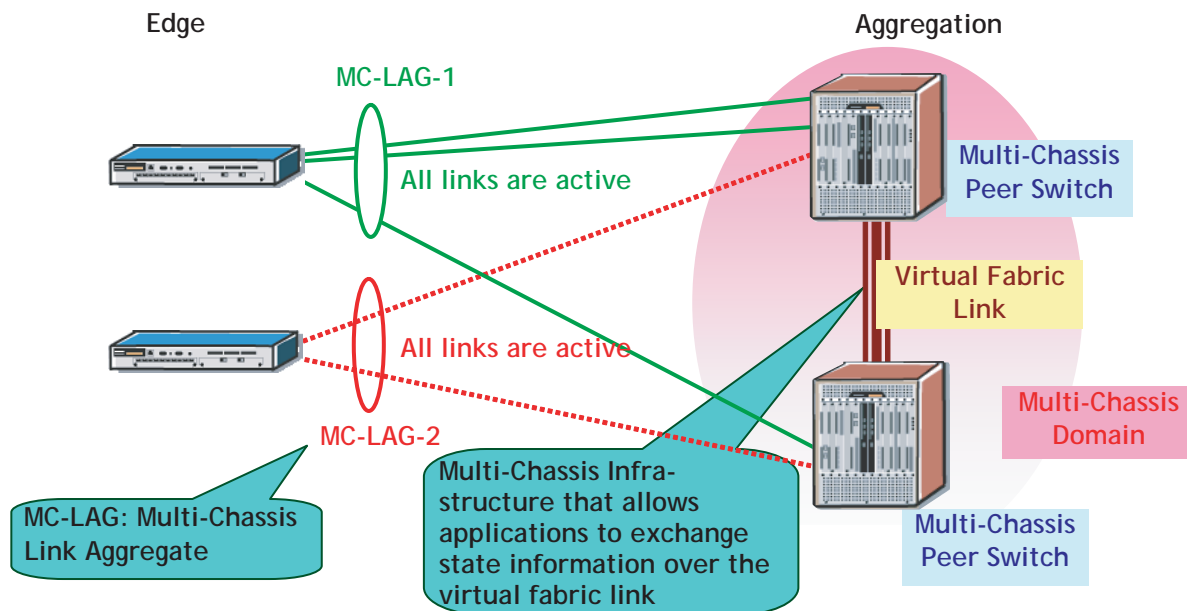 Edge
Aggregation
MC-LAG-1
All links are active
Multi-Chassis
Peer Switch
Virtual Fabric
Link
All links are active
MC-LAG-2
Multi-Chassis
Domain
MC-LAG: Multi-Chassis
Link Aggregate
Multi-Chassis Infra-
structure that allows
applications to exchange
state information over the
virtual fabric link
Multi-Chassis
Peer Switch